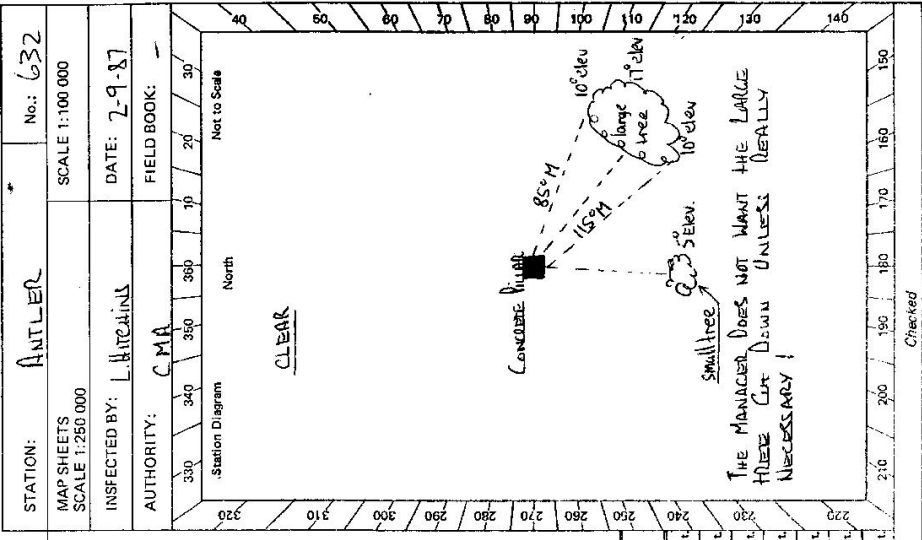 STATION: ANTLER No.: 632
MAP SHEETS
SCALE 1:250 000 SCALE 1:100 000
INSPECTED BY: L. HITCHINS DATE: 2-9-87
AUTHORITY: CMA FIELD BOOK: –
330 340 350 360 10 20 30
Station Diagram North Not to Scale
320 40
310 50
300 60
290 70
280 80
270 90
260 100
250 110
240 120
230 130
220 140
CLEAR
CONCRETE PILLAR
85°M
115°M
10° elev
large
tree
17° elev
10° elev
5° Elev.
Small tree
THE MANAGER DOES NOT WANT THE LARGE
TREE CUT DOWN UNLESS REALLY
NECESSARY!
210 200 190 180 170 160 150
Checked